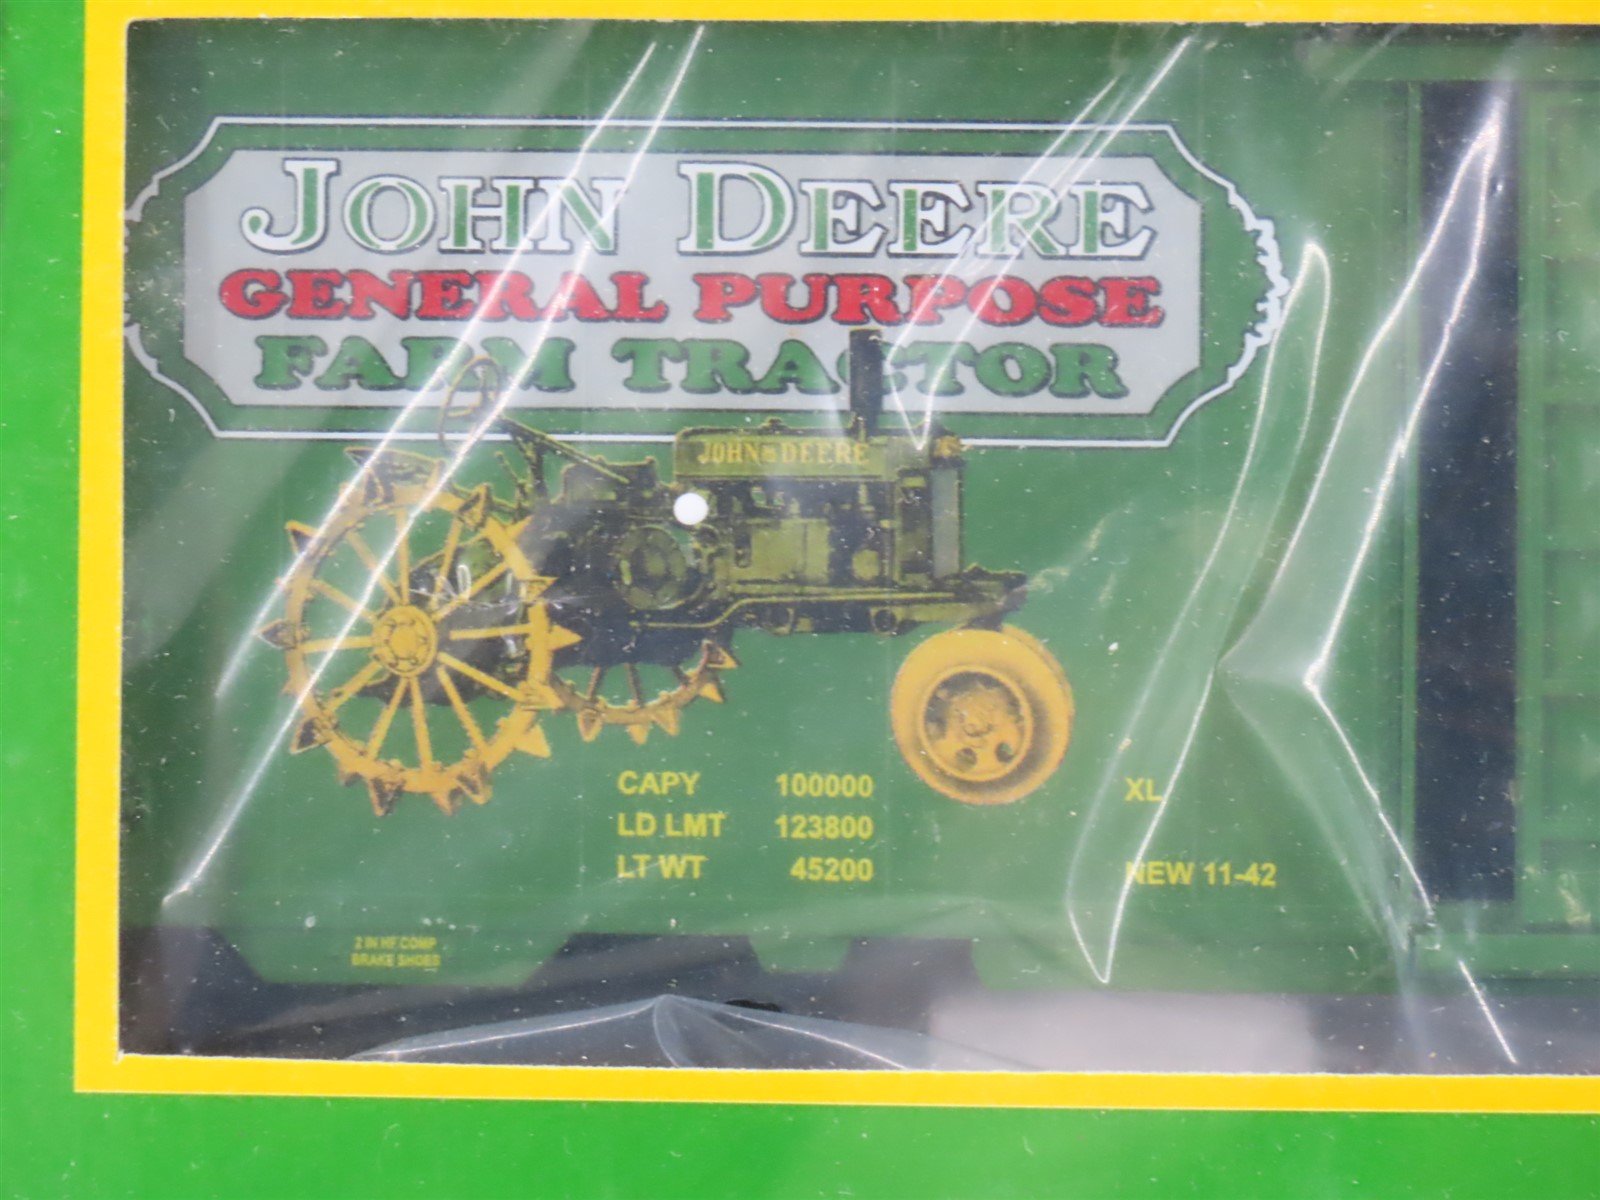 JOHN DEERE
GENERAL PURPOSE
FARM TRACTOR
JOHN DEERE
CAPY 100000 XL
LD LMT 123800
LT WT 45200 NEW 11-42
2 IN HF COMP
BRAKE SHOES